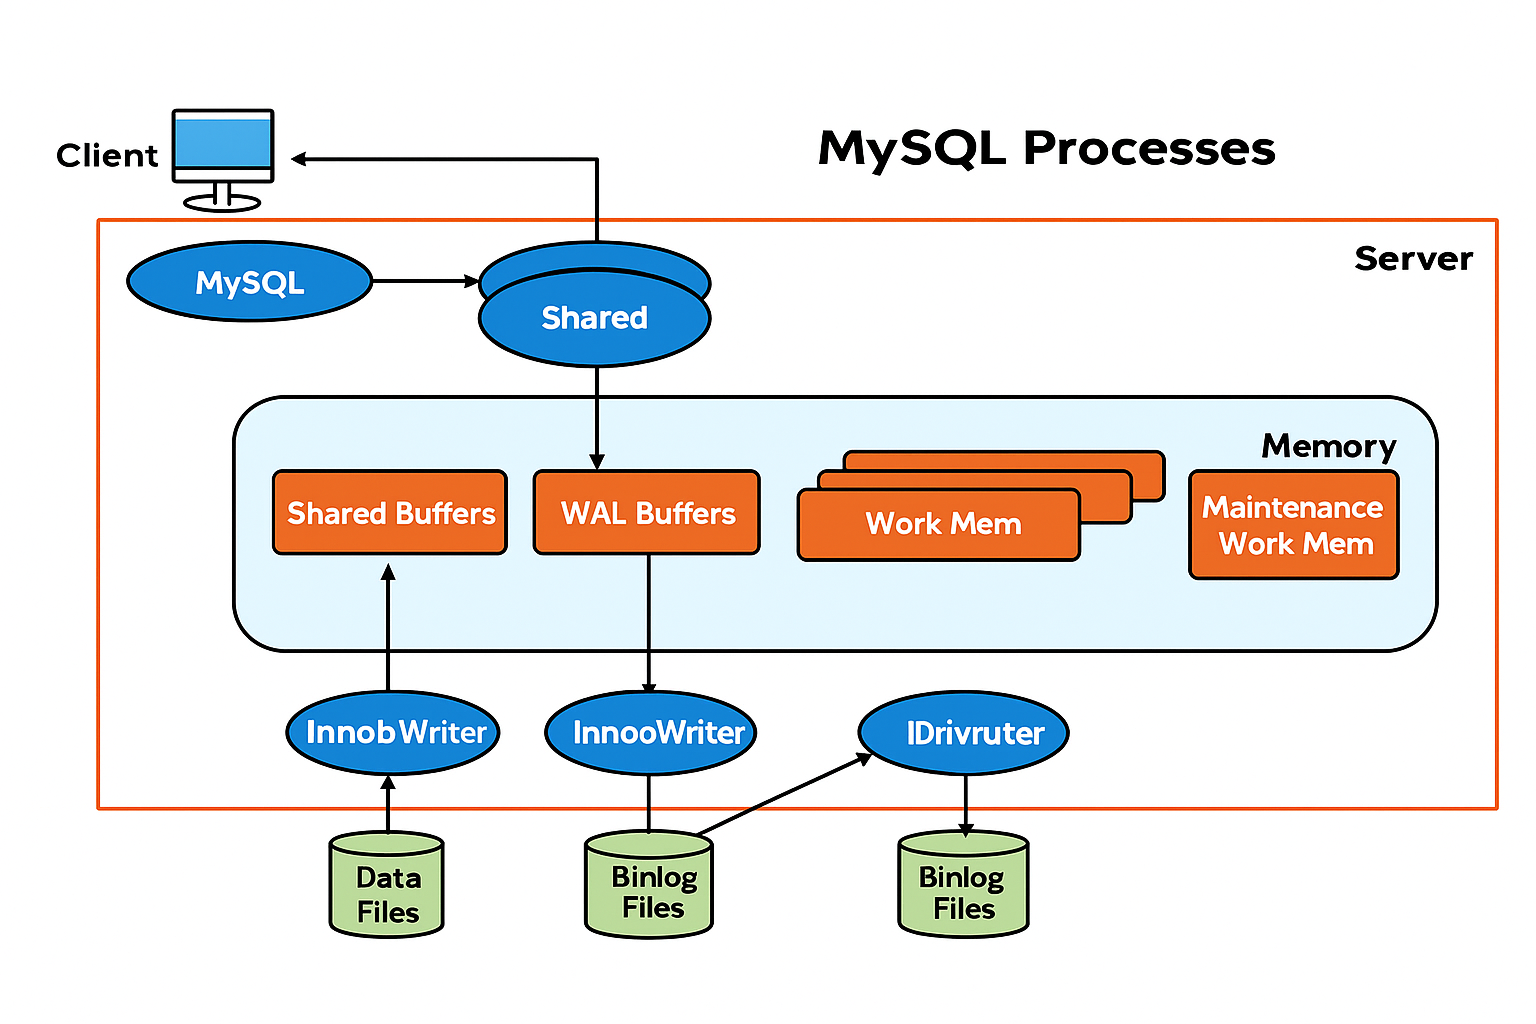 MySQL Processes
Client
Server
MySQL
Shared
Memory
Shared Buffers
WAL Buffers
Work Mem
Maintenance
Work Mem
InnobWriter
InnooWriter
IDrivruter
Data
Files
Binlog
Files
Binlog
Files